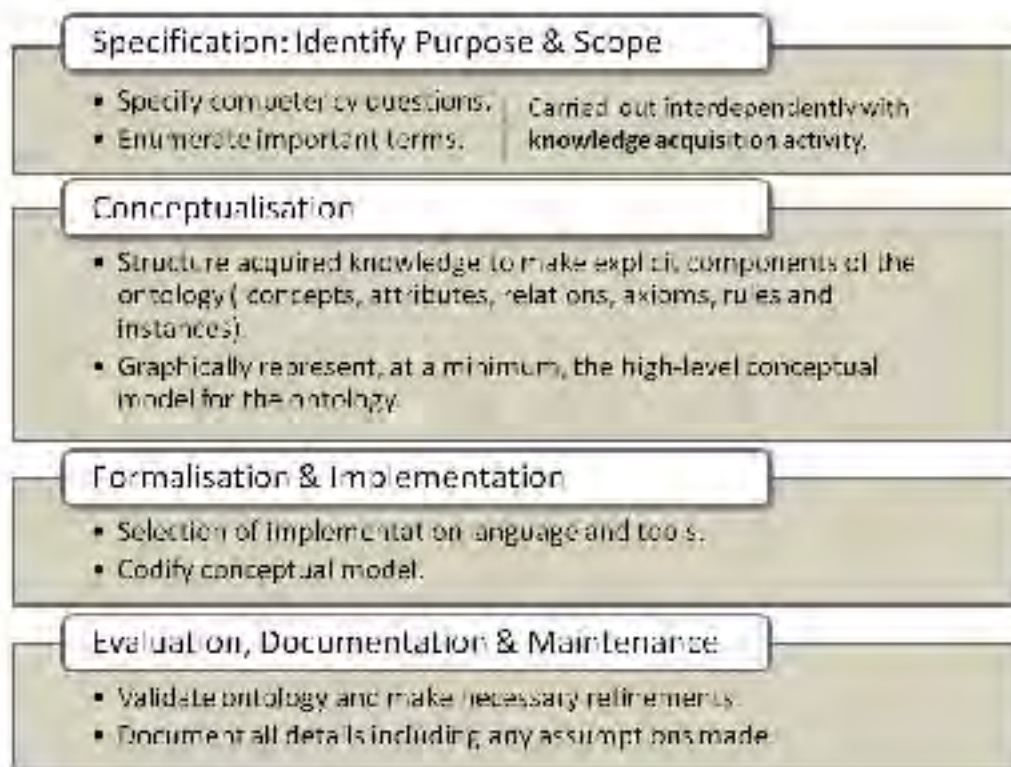 Specification: Identify Purpose & Scope
• Specify competency questions.
• Enumerate important terms.
Carried out interdependently with
knowledge acquisition activity.
Conceptualisation
• Structure acquired knowledge to make explicit components of the
ontology ( concepts, attributes, relations, axioms, rules and
instances).
• Graphically represent, at a minimum, the high-level conceptual
model for the ontology.
Formalisation & Implementation
• Selection of implementation language and tools.
• Codify conceptual model.
Evaluation, Documentation & Maintenance
• Validate ontology and make necessary refinements.
• Document all details including any assumptions made